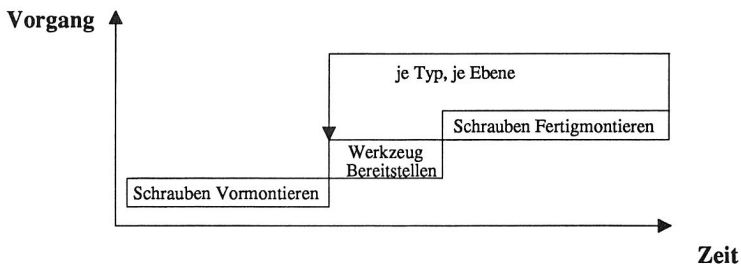 Vorgang
je Typ, je Ebene
Schrauben Fertigmontieren
Werkzeug
Bereitstellen
Schrauben Vormontieren
Zeit